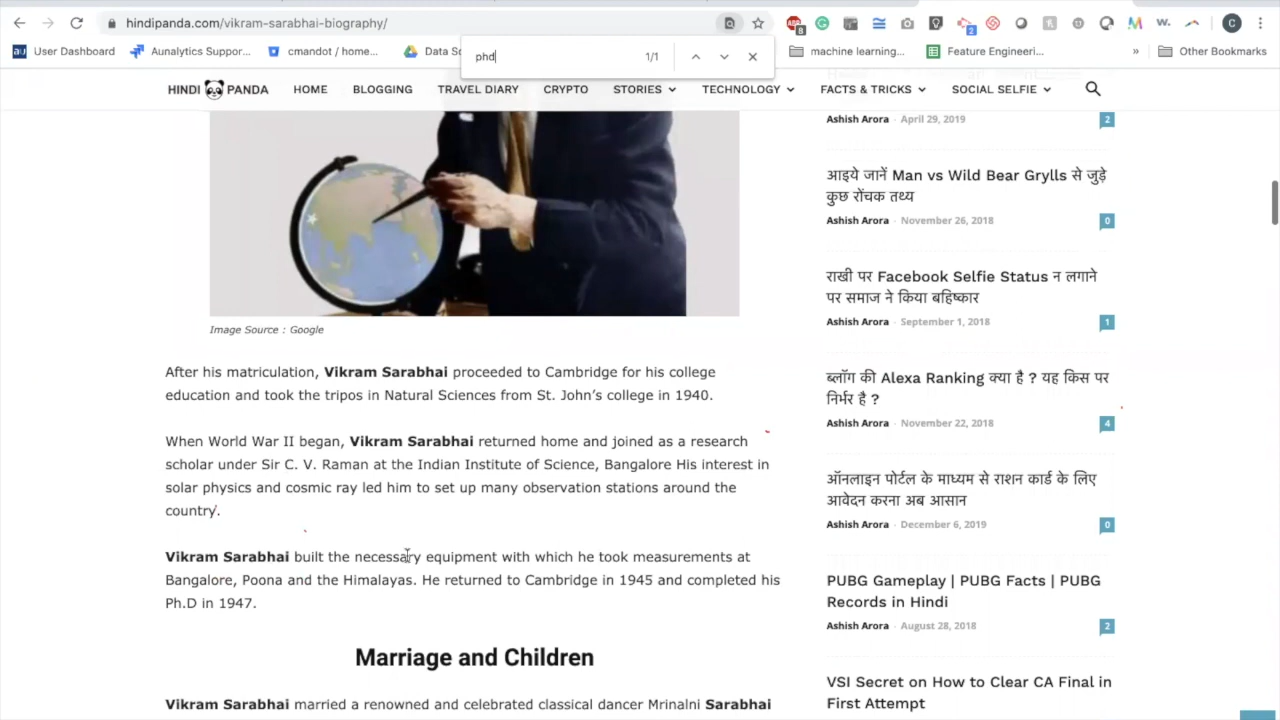 hindipanda.com/vikram-sarabhai-biography/
8
2
C
User Dashboard
Aunalytics Suppor...
cmandot / home...
Data Sc
machine learning...
Feature Engineeri...
»
Other Bookmarks
phd
1/1
HINDI PANDA
HOME
BLOGGING
TRAVEL DIARY
CRYPTO
STORIES
TECHNOLOGY
FACTS & TRICKS
SOCIAL SELFIE
Image Source : Google
After his matriculation, Vikram Sarabhai proceeded to Cambridge for his college
education and took the tripos in Natural Sciences from St. John’s college in 1940.
When World War II began, Vikram Sarabhai returned home and joined as a research
scholar under Sir C. V. Raman at the Indian Institute of Science, Bangalore His interest in
solar physics and cosmic ray led him to set up many observation stations around the
country.
Vikram Sarabhai built the necessary equipment with which he took measurements at
Bangalore, Poona and the Himalayas. He returned to Cambridge in 1945 and completed his
Ph.D in 1947.
Marriage and Children
Vikram Sarabhai married a renowned and celebrated classical dancer Mrinalni Sarabhai
Ashish Arora - April 29, 2019
2
आइये जानें Man vs Wild Bear Grylls से जुड़े
कुछ रोंचक तथ्य
Ashish Arora - November 26, 2018
0
राखी पर Facebook Selfie Status न लगाने
पर समाज ने किया बहिष्कार
Ashish Arora - September 1, 2018
1
ब्लॉग की Alexa Ranking क्या है ? यह किस पर
निर्भर है ?
Ashish Arora - November 22, 2018
4
ऑनलाइन पोर्टल के माध्यम से राशन कार्ड के लिए
आवेदन करना अब आसान
Ashish Arora - December 6, 2019
0
PUBG Gameplay | PUBG Facts | PUBG
Records in Hindi
Ashish Arora - August 28, 2018
2
VSI Secret on How to Clear CA Final in
First Attempt